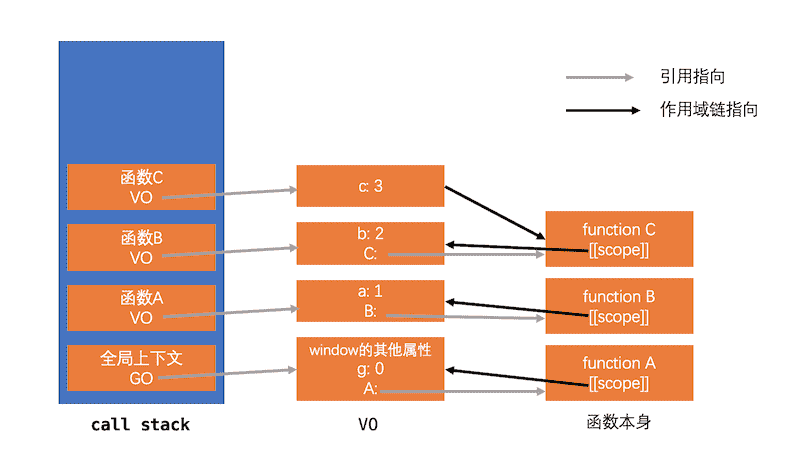 引用指向
作用域链指向
函数C
VO
函数B
VO
函数A
VO
全局上下文
GO
call stack
c: 3
b: 2
C:
a: 1
B:
window的其他属性
g: 0
A:
VO
function C
[[scope]]
function B
[[scope]]
function A
[[scope]]
函数本身